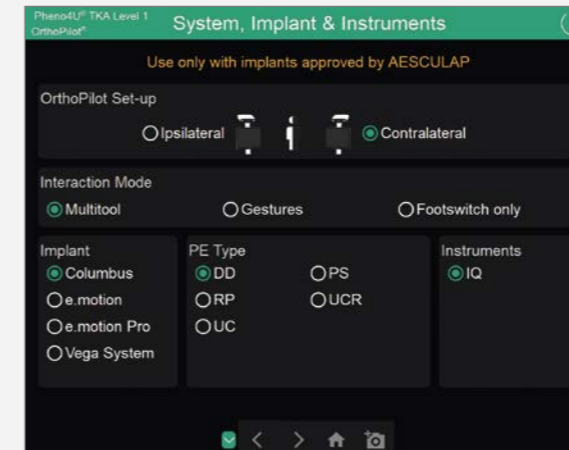 Pheno4U® TKA Level 1
OrthoPilot®
System, Implant & Instruments
Use only with implants approved by AESCULAP
OrthoPilot Set-up
Ipsilateral
Contralateral
Interaction Mode
Multitool
Gestures
Footswitch only
Implant
Columbus
e.motion
e.motion Pro
Vega System
PE Type
DD
PS
RP
UCR
UC
Instruments
IQ